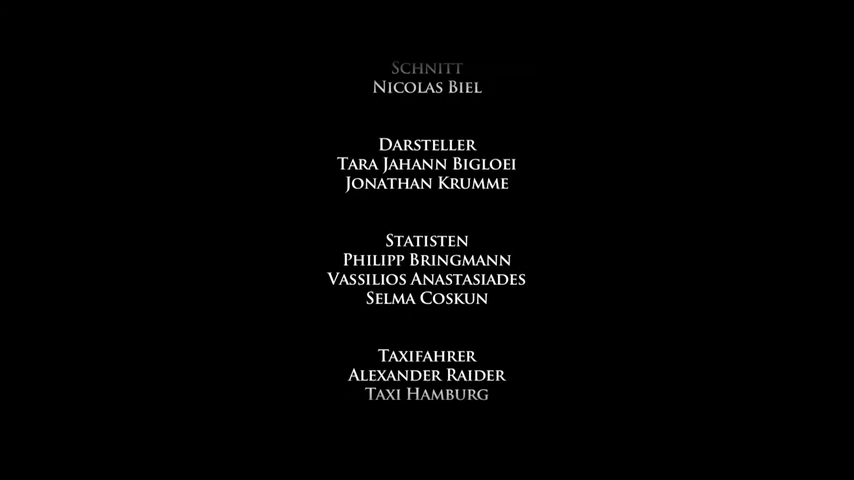 SCHNITT
NICOLAS BIEL
DARSTELLER
TARA JAHANN BIGLOEI
JONATHAN KRUMME
STATISTEN
PHILIPP BRINGMANN
VASSILIOS ANASTASIADES
SELMA COSKUN
TAXIFAHRER
ALEXANDER RAIDER
TAXI HAMBURG